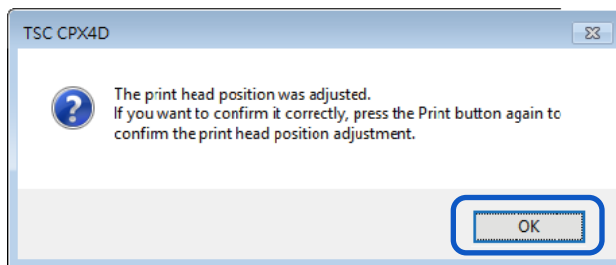 TSC CPX4D
The print head position was adjusted.
If you want to confirm it correctly, press the Print button again to
confirm the print head position adjustment.
OK